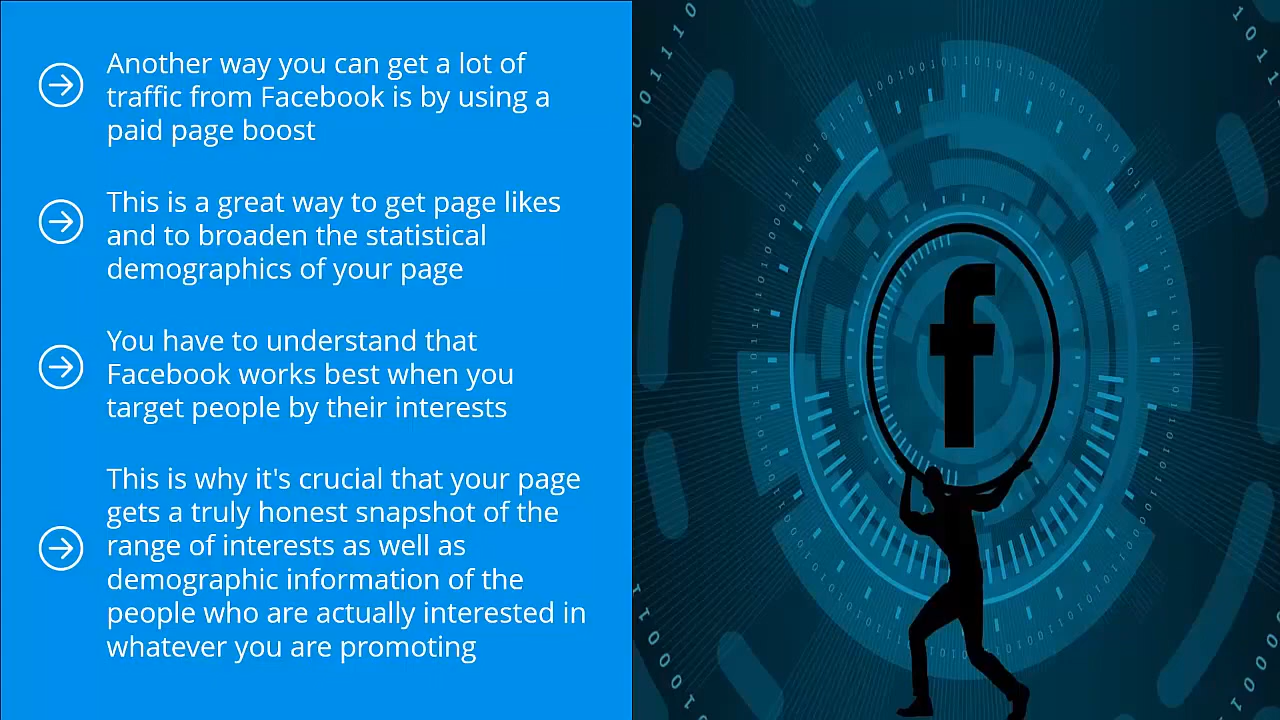 Another way you can get a lot of
traffic from Facebook is by using a
paid page boost
This is a great way to get page likes
and to broaden the statistical
demographics of your page
You have to understand that
Facebook works best when you
target people by their interests
This is why it's crucial that your page
gets a truly honest snapshot of the
range of interests as well as
demographic information of the
people who are actually interested in
whatever you are promoting
f